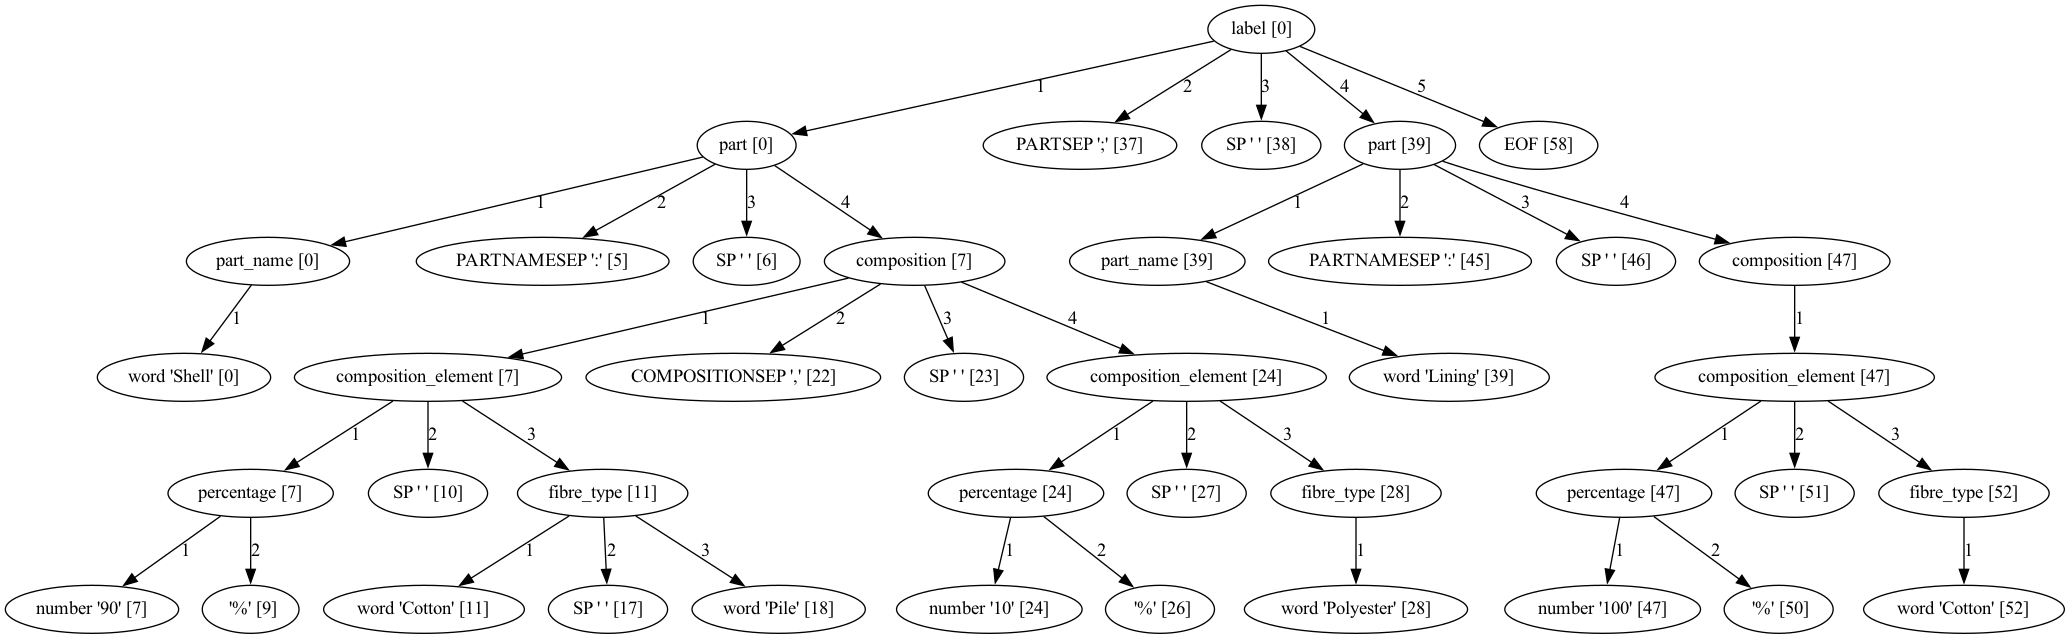 label [0]
1
2
3
4
5
part [0]
PARTSEP ';' [37]
SP ' ' [38]
part [39]
EOF [58]
1
2
3
4
1
2
3
4
part_name [0]
PARTNAMESEP ':' [5]
SP ' ' [6]
composition [7]
part_name [39]
PARTNAMESEP ':' [45]
SP ' ' [46]
composition [47]
1
1
2
3
4
1
1
word 'Shell' [0]
composition_element [7]
COMPOSITIONSEP ',' [22]
SP ' ' [23]
composition_element [24]
word 'Lining' [39]
composition_element [47]
1
2
3
1
2
3
1
2
3
percentage [7]
SP ' ' [10]
fibre_type [11]
percentage [24]
SP ' ' [27]
fibre_type [28]
percentage [47]
SP ' ' [51]
fibre_type [52]
1
2
1
2
3
1
2
1
1
2
1
number '90' [7]
'%' [9]
word 'Cotton' [11]
SP ' ' [17]
word 'Pile' [18]
number '10' [24]
'%' [26]
word 'Polyester' [28]
number '100' [47]
'%' [50]
word 'Cotton' [52]